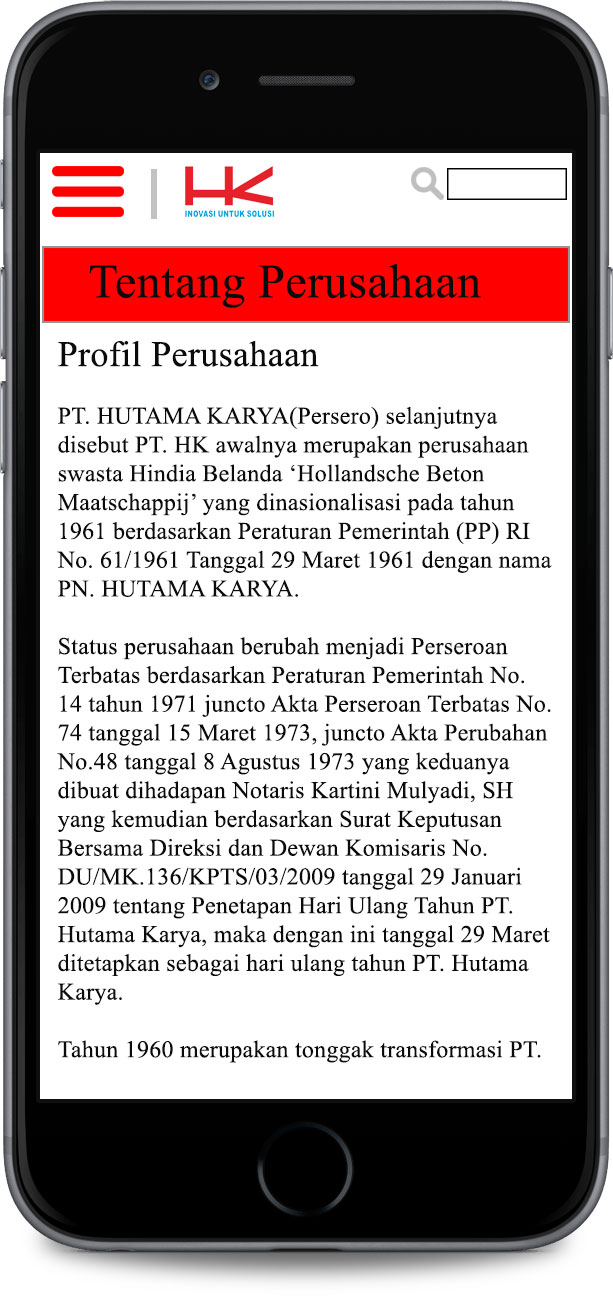 HK
INOVASI UNTUK SOLUSI
Tentang Perusahaan
Profil Perusahaan
PT. HUTAMA KARYA(Persero) selanjutnya
disebut PT. HK awalnya merupakan perusahaan
swasta Hindia Belanda ‘Hollandsche Beton
Maatschappij’ yang dinasionalisasi pada tahun
1961 berdasarkan Peraturan Pemerintah (PP) RI
No. 61/1961 Tanggal 29 Maret 1961 dengan nama
PN. HUTAMA KARYA.
Status perusahaan berubah menjadi Perseroan
Terbatas berdasarkan Peraturan Pemerintah No.
14 tahun 1971 juncto Akta Perseroan Terbatas No.
74 tanggal 15 Maret 1973, juncto Akta Perubahan
No.48 tanggal 8 Agustus 1973 yang keduanya
dibuat dihadapan Notaris Kartini Mulyadi, SH
yang kemudian berdasarkan Surat Keputusan
Bersama Direksi dan Dewan Komisaris No.
DU/MK.136/KPTS/03/2009 tanggal 29 Januari
2009 tentang Penetapan Hari Ulang Tahun PT.
Hutama Karya, maka dengan ini tanggal 29 Maret
ditetapkan sebagai hari ulang tahun PT. Hutama
Karya.
Tahun 1960 merupakan tonggak transformasi PT.